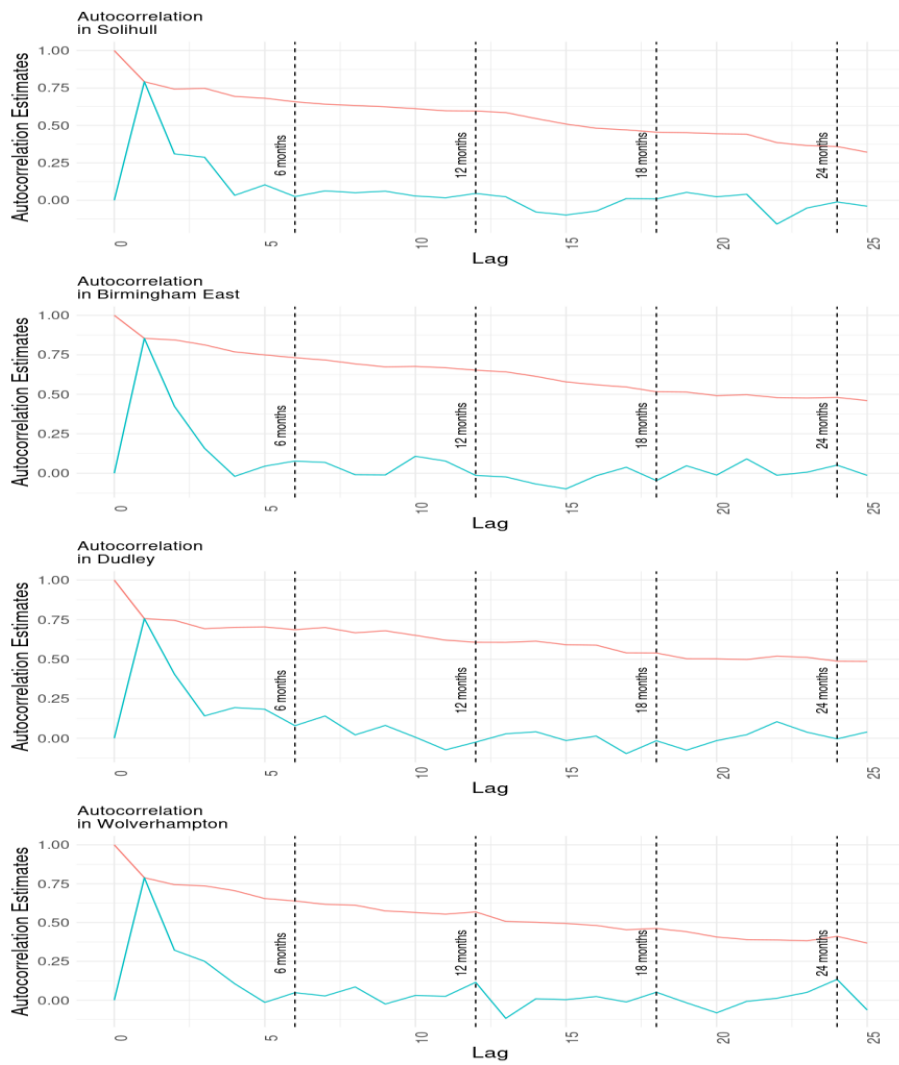 Autocorrelation
in Solihull
Autocorrelation Estimates
1.00
0.75
0.50
0.25
0.00
6 months
12 months
18 months
24 months
0
5
10
15
20
25
Lag
Autocorrelation
in Birmingham East
Autocorrelation Estimates
1.00
0.75
0.50
0.25
0.00
6 months
12 months
18 months
24 months
0
5
10
15
20
25
Lag
Autocorrelation
in Dudley
Autocorrelation Estimates
1.00
0.75
0.50
0.25
0.00
6 months
12 months
18 months
24 months
0
5
10
15
20
25
Lag
Autocorrelation
in Wolverhampton
Autocorrelation Estimates
1.00
0.75
0.50
0.25
0.00
6 months
12 months
18 months
24 months
0
5
10
15
20
25
Lag